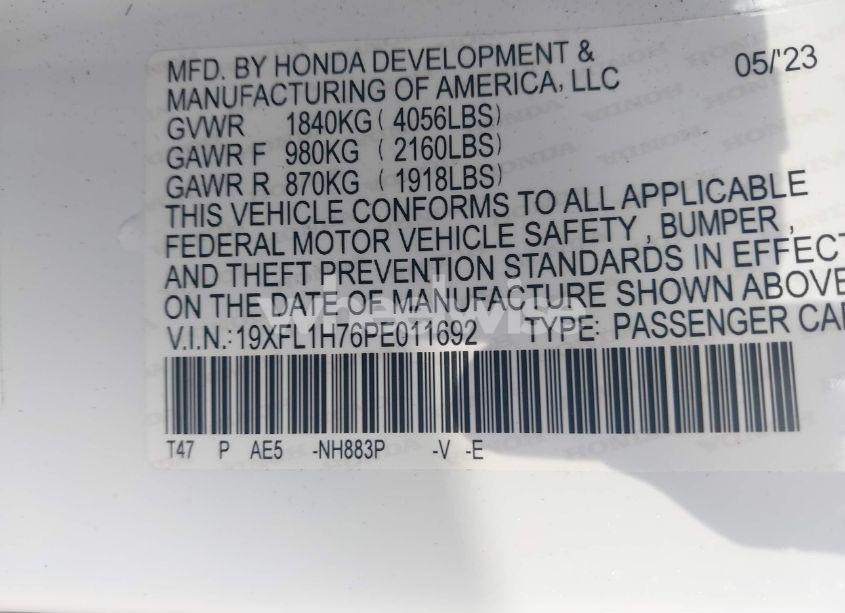 MFD. BY HONDA DEVELOPMENT &
MANUFACTURING OF AMERICA, LLC 05/'23
GVWR 1840KG ( 4056LBS)
GAWR F 980KG ( 2160LBS)
GAWR R 870KG ( 1918LBS)
THIS VEHICLE CONFORMS TO ALL APPLICABLE
FEDERAL MOTOR VEHICLE SAFETY , BUMPER ,
AND THEFT PREVENTION STANDARDS IN EFFECT
ON THE DATE OF MANUFACTURE SHOWN ABOVE
wheelwise
V.I.N.: 19XFL1H76PE011692 TYPE: PASSENGER CAR
T47 P AE5 -NH883P -V -E